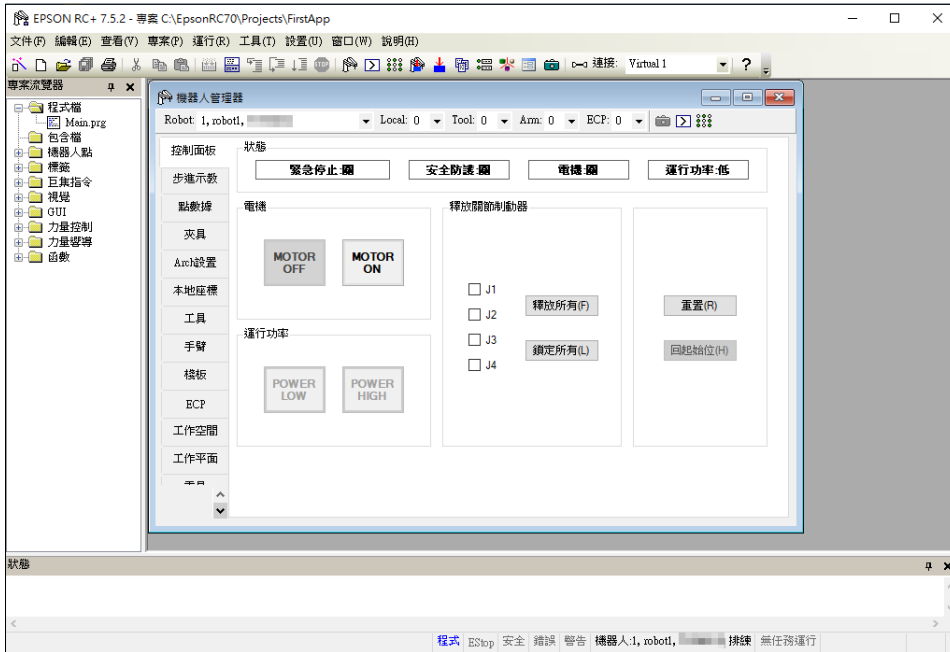 EPSON RC+ 7.5.2 - 專案 C:\EpsonRC70\Projects\FirstApp
文件(F) 編輯(E) 查看(V) 專案(P) 運行(R) 工具(T) 設置(U) 窗口(W) 說明(H)
連接: Virtual 1
專案流覽器
程式檔
Main.prg
包含檔
機器人點
標籤
巨集指令
視覺
GUI
力量控制
力量嚮導
函數
機器人管理器
Robot: 1, robot1, Local: 0 Tool: 0 Arm: 0 ECP: 0
控制面板
步進示教
點數據
夾具
Arch設置
本地座標
工具
手臂
棧板
ECP
工作空間
工作平面
狀態
緊急停止:關 安全防護:關 電機:關 運行功率:低
電機
MOTOR OFF
MOTOR ON
運行功率
POWER LOW
POWER HIGH
釋放關節制動器
J1
J2
J3
J4
釋放所有(F)
鎖定所有(L)
重置(R)
回起始位(H)
狀態
程式 EStop 安全 錯誤 警告 機器人:1, robot1, 排練 無任務運行